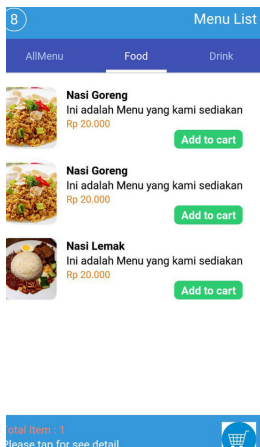 8
Menu List
AllMenu Food Drink
Nasi Goreng
Ini adalah Menu yang kami sediakan
Rp 20.000
Add to cart
Nasi Goreng
Ini adalah Menu yang kami sediakan
Rp 20.000
Add to cart
Nasi Lemak
Ini adalah Menu yang kami sediakan
Rp 20.000
Add to cart
Total Item : 1
Please tap for see detail